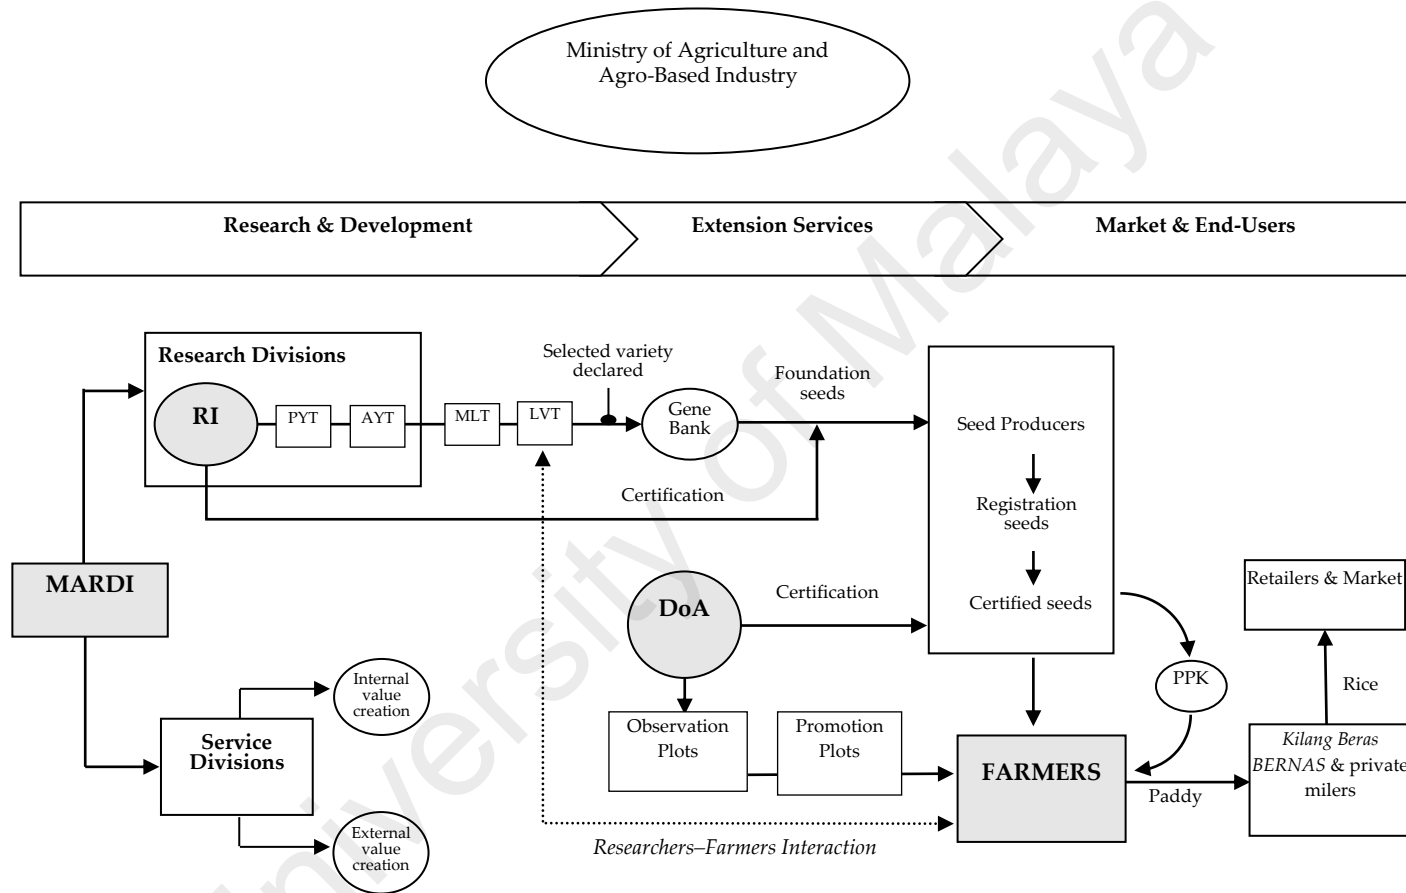 Ministry of Agriculture and
Agro-Based Industry
Research & Development
Extension Services
Market & End-Users
Research Divisions
RI
PYT
AYT
MLT
LVT
Selected variety
declared
Gene
Bank
Foundation
seeds
Certification
Seed Producers
Registration
seeds
Certified seeds
MARDI
DoA
Certification
Retailers & Market
PPK
Rice
Internal
value
creation
Service
Divisions
External
value
creation
Observation
Plots
Promotion
Plots
FARMERS
Paddy
Kilang Beras
BERNAS & private
milers
Researchers–Farmers Interaction
University of Malaya